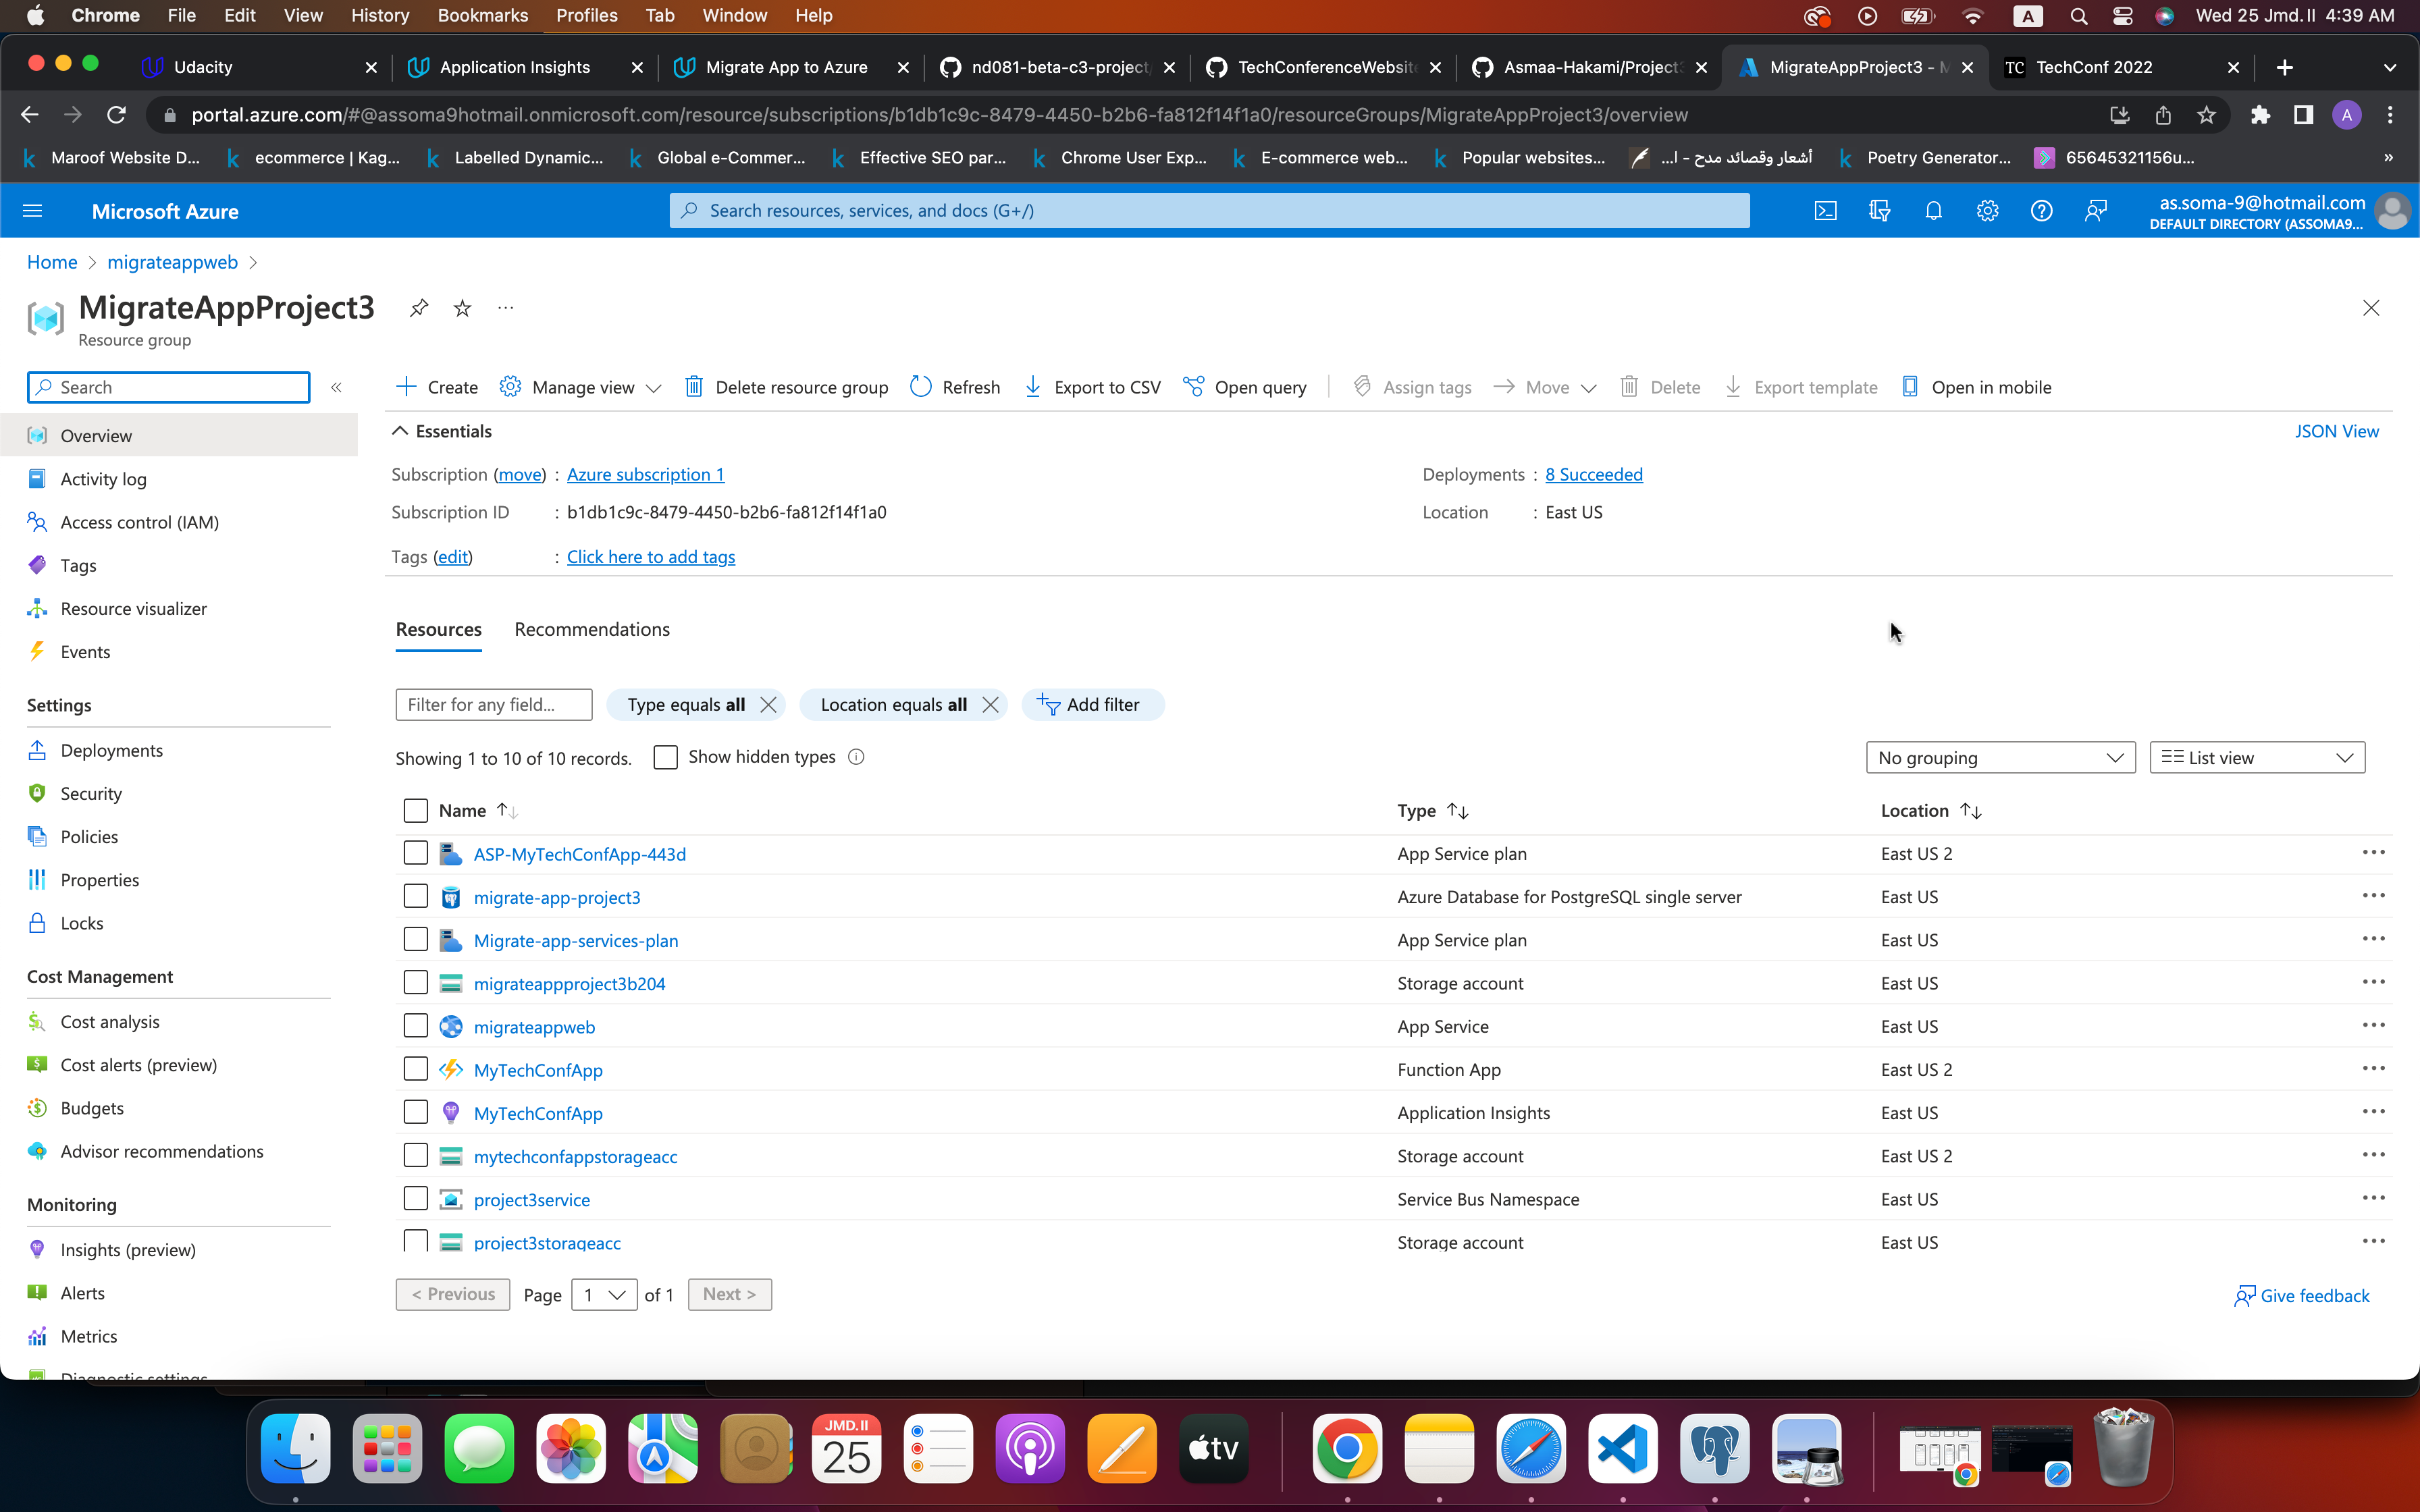 Chrome File Edit View History Bookmarks Profiles Tab Window Help A Wed 25 Jmd.II 4:39 AM
Udacity Application Insights Migrate App to Azure nd081-beta-c3-project TechConferenceWebsit Asmaa-Hakami/Project3 MigrateAppProject3 - M TC TechConf 2022
portal.azure.com/#@assoma9hotmail.onmicrosoft.com/resource/subscriptions/b1db1c9c-8479-4450-b2b6-fa812f14f1a0/resourceGroups/MigrateAppProject3/overview A
k Maroof Website D... k ecommerce | Kag... k Labelled Dynamic... k Global e-Commer... k Effective SEO par... k Chrome User Exp... k E-commerce web... k Popular websites... أشعار وقصائد مدح - ا... k Poetry Generator... 65645321156u... »
Microsoft Azure Search resources, services, and docs (G+/) as.soma-9@hotmail.com
DEFAULT DIRECTORY (ASSOMA9...
Home > migrateappweb >
MigrateAppProject3 ...
Resource group
Search «
Create Manage view Delete resource group Refresh Export to CSV Open query Assign tags Move Delete Export template Open in mobile
Overview
Activity log
Access control (IAM)
Tags
Resource visualizer
Events
Settings
Deployments
Security
Policies
Properties
Locks
Cost Management
Cost analysis
Cost alerts (preview)
Budgets
Advisor recommendations
Monitoring
Insights (preview)
Alerts
Metrics
Diagnostic settings
Essentials JSON View
Subscription (move) : Azure subscription 1 Deployments : 8 Succeeded
Subscription ID : b1db1c9c-8479-4450-b2b6-fa812f14f1a0 Location : East US
Tags (edit) : Click here to add tags
Resources Recommendations
Filter for any field... Type equals all Location equals all Add filter
Showing 1 to 10 of 10 records. Show hidden types No grouping List view
Name Type Location
ASP-MyTechConfApp-443d App Service plan East US 2
migrate-app-project3 Azure Database for PostgreSQL single server East US
Migrate-app-services-plan App Service plan East US
migrateappproject3b204 Storage account East US
migrateappweb App Service East US
MyTechConfApp Function App East US 2
MyTechConfApp Application Insights East US
mytechconfappstorageacc Storage account East US 2
project3service Service Bus Namespace East US
project3storageacc Storage account East US
< Previous Page 1 of 1 Next > Give feedback
JMD.II
25
tv